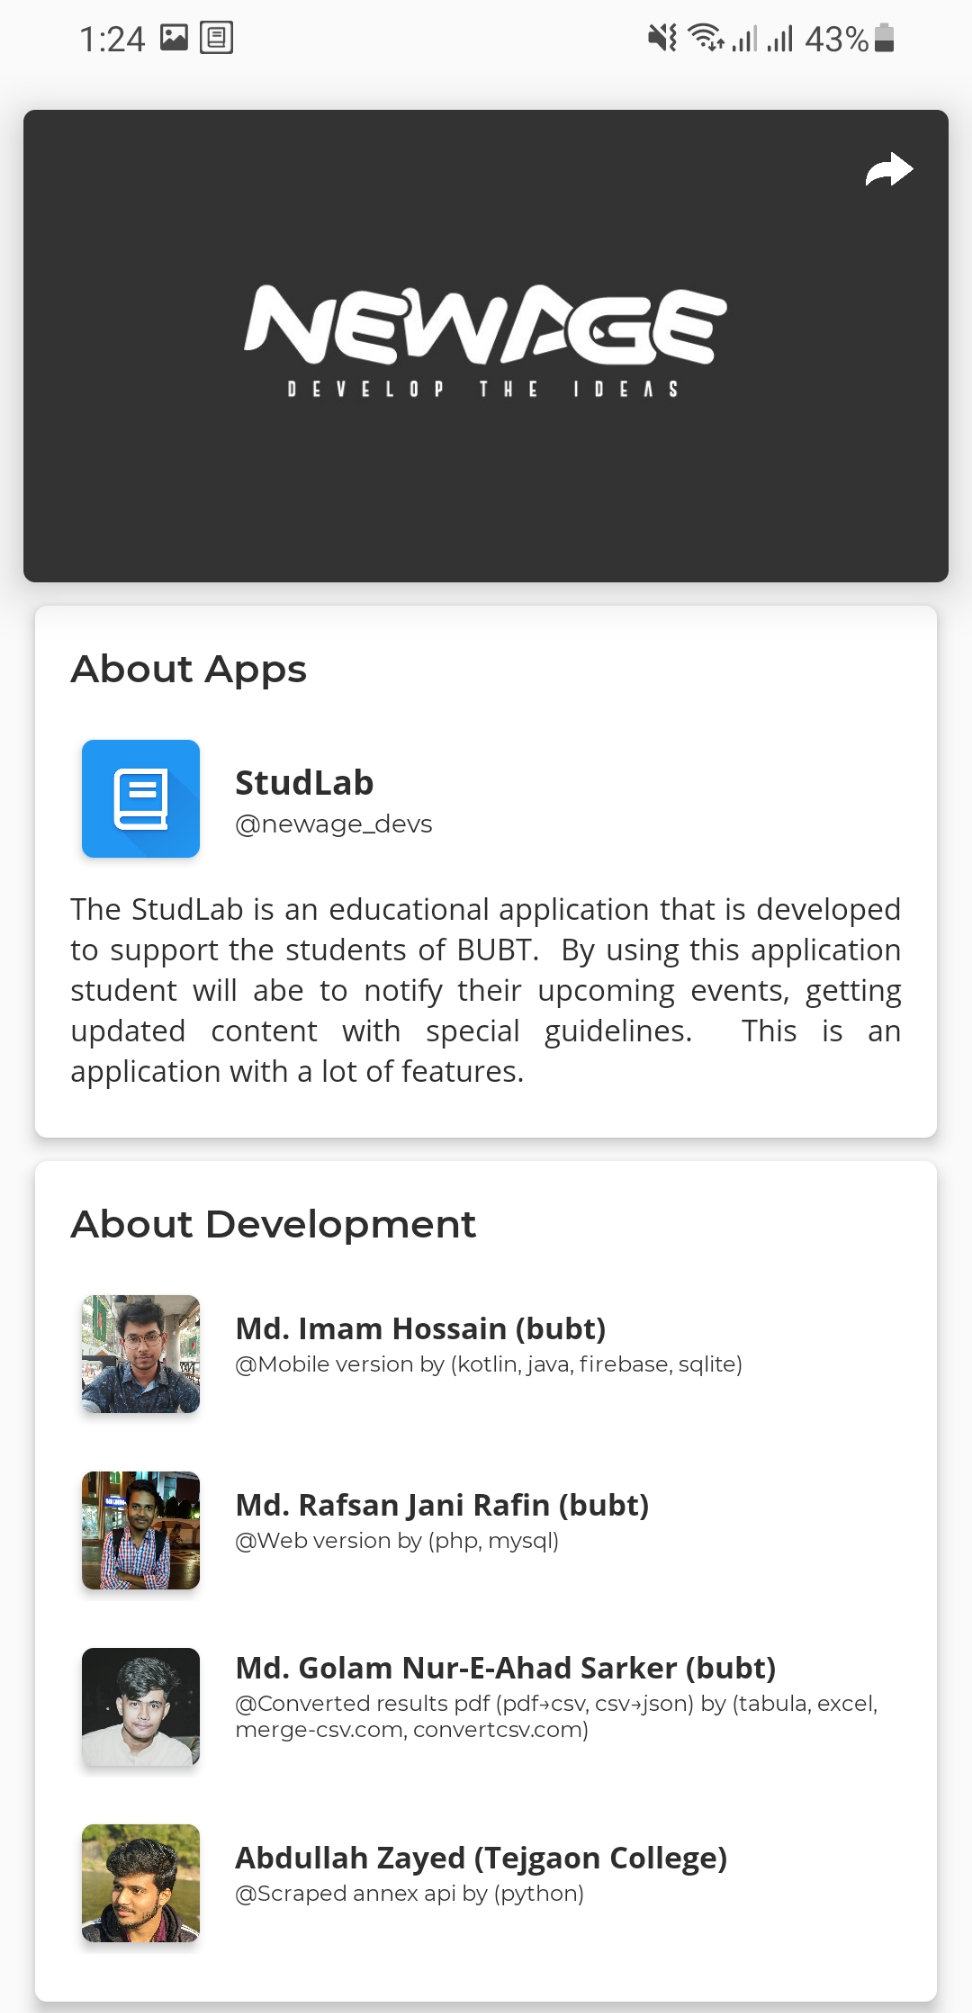 1:24
43%
NEWAGE
DEVELOP THE IDEAS
About Apps
StudLab
@newage_devs
The StudLab is an educational application that is developed
to support the students of BUBT. By using this application
student will abe to notify their upcoming events, getting
updated content with special guidelines. This is an
application with a lot of features.
About Development
Md. Imam Hossain (bubt)
@Mobile version by (kotlin, java, firebase, sqlite)
Md. Rafsan Jani Rafin (bubt)
@Web version by (php, mysql)
Md. Golam Nur-E-Ahad Sarker (bubt)
@Converted results pdf (pdf→csv, csv→json) by (tabula, excel,
merge-csv.com, convertcsv.com)
Abdullah Zayed (Tejgaon College)
@Scraped annex api by (python)